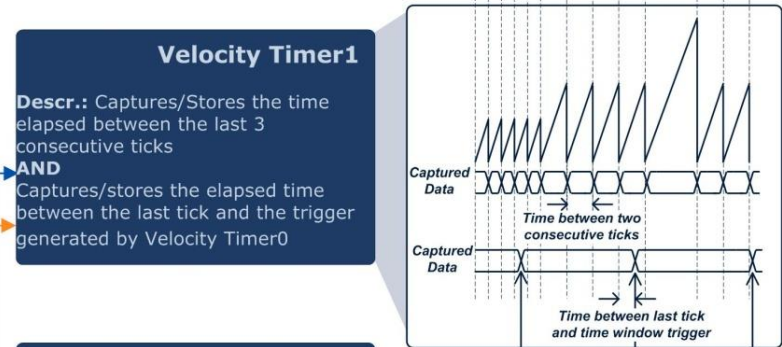 Velocity Timer1
Descr.: Captures/Stores the time
elapsed between the last 3
consecutive ticks
AND
Captures/stores the elapsed time
between the last tick and the trigger
generated by Velocity Timer0
Captured
Data
Time between two
consecutive ticks
Captured
Data
Time between last tick
and time window trigger